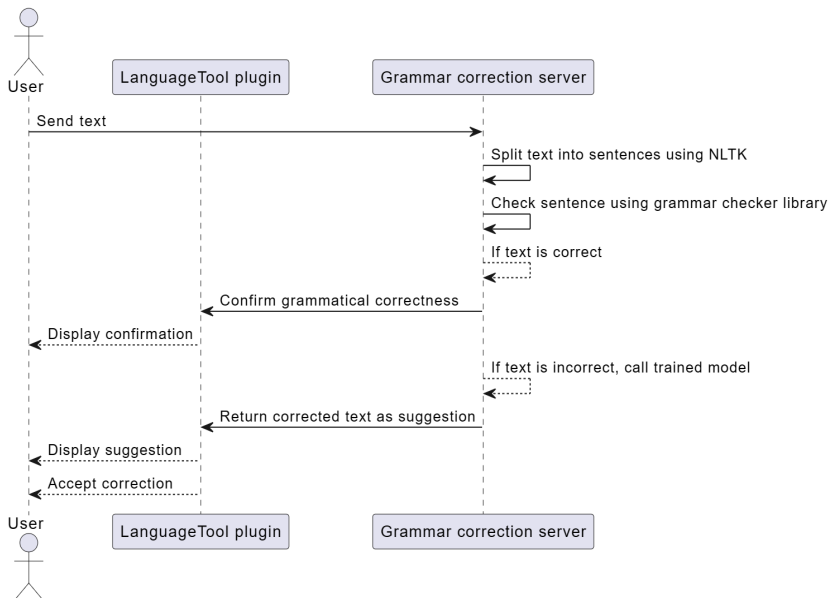 User
LanguageTool plugin
Grammar correction server
Send text
Split text into sentences using NLTK
Check sentence using grammar checker library
If text is correct
Confirm grammatical correctness
Display confirmation
If text is incorrect, call trained model
Return corrected text as suggestion
Display suggestion
Accept correction
User
LanguageTool plugin
Grammar correction server